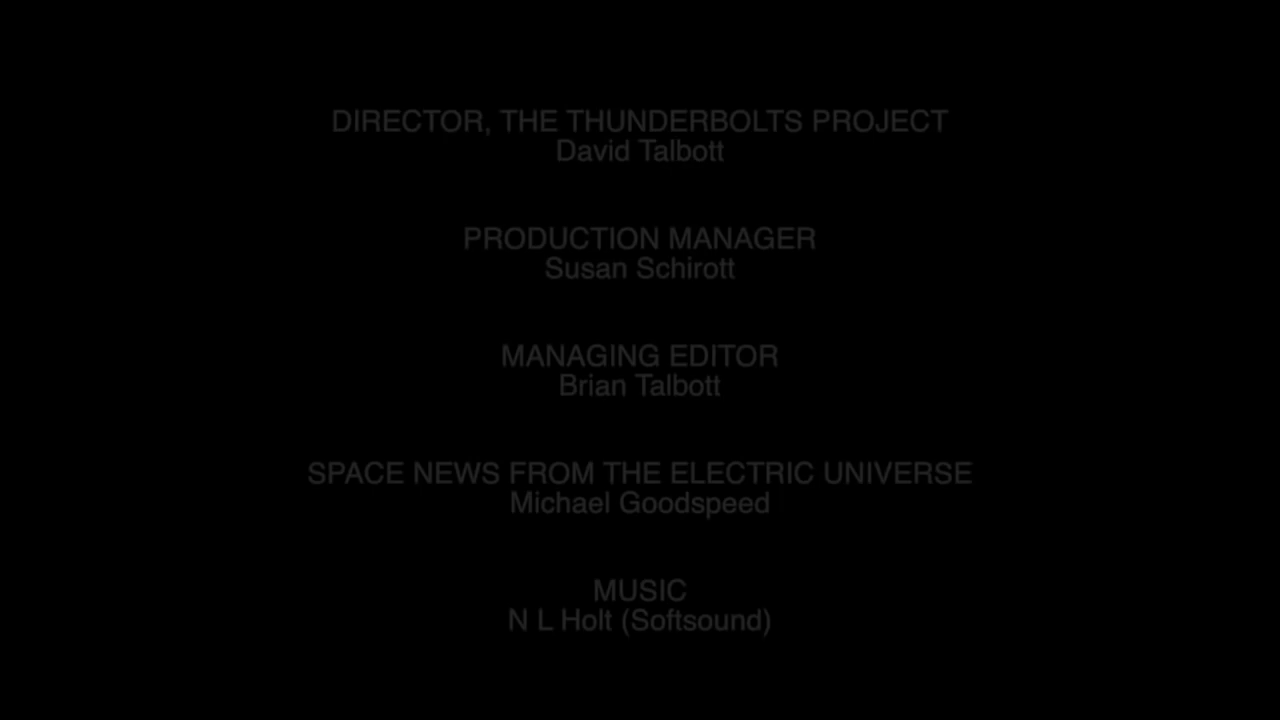 DIRECTOR, THE THUNDERBOLTS PROJECT
David Talbott
PRODUCTION MANAGER
Susan Schirott
MANAGING EDITOR
Brian Talbott
SPACE NEWS FROM THE ELECTRIC UNIVERSE
Michael Goodspeed
MUSIC
N L Holt (Softsound)